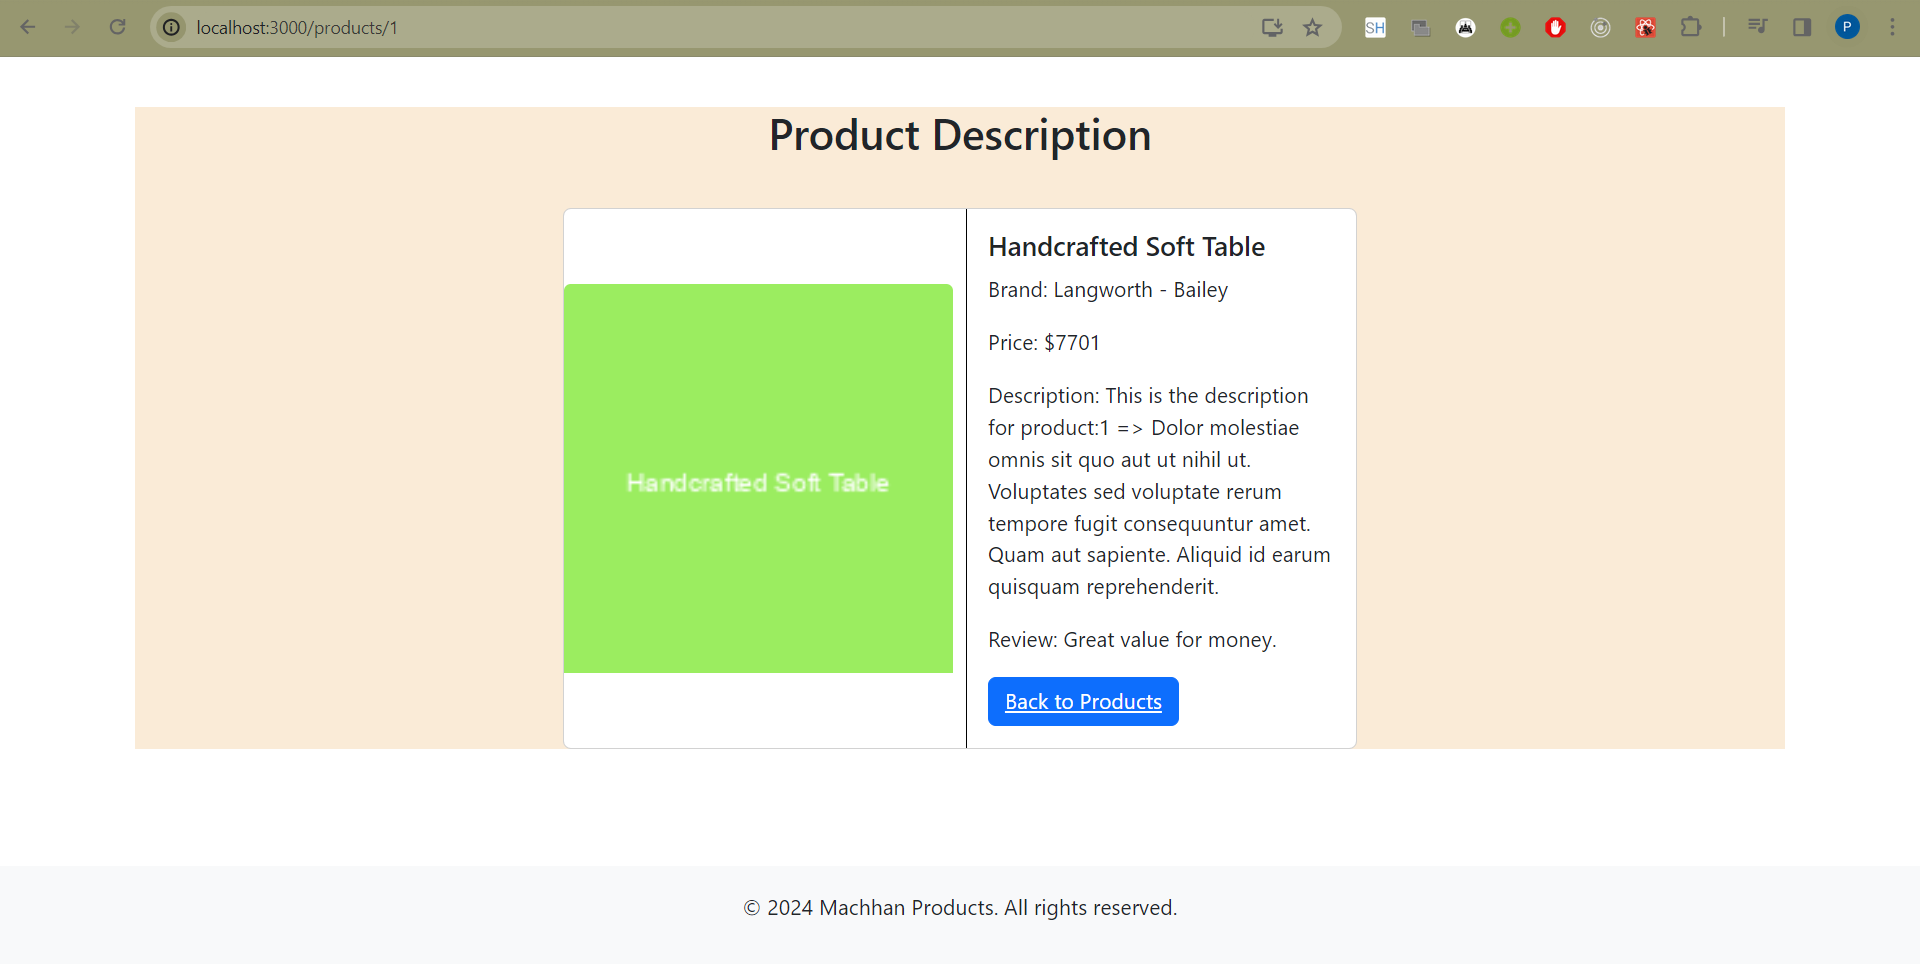 localhost:3000/products/1
SH
P
Product Description
Handcrafted Soft Table
Handcrafted Soft Table
Brand: Langworth - Bailey
Price: $7701
Description: This is the description
for product:1 => Dolor molestiae
omnis sit quo aut ut nihil ut.
Voluptates sed voluptate rerum
tempore fugit consequuntur amet.
Quam aut sapiente. Aliquid id earum
quisquam reprehenderit.
Review: Great value for money.
Back to Products
© 2024 Machhan Products. All rights reserved.